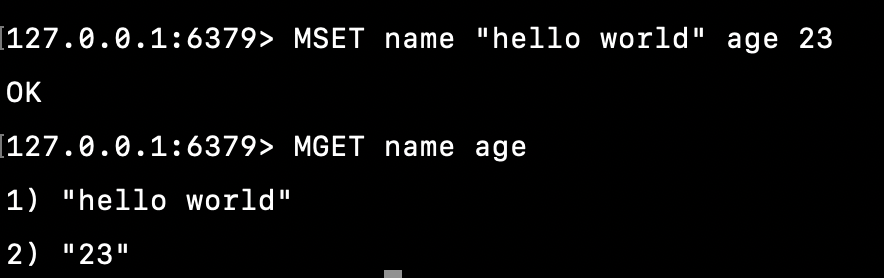 127.0.0.1:6379> MSET name "hello world" age 23
OK
127.0.0.1:6379> MGET name age
1) "hello world"
2) "23"